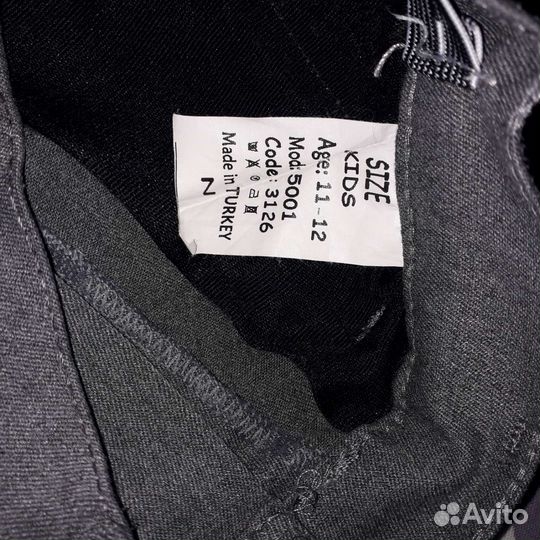 SIZE
KIDS
Age: 11-12
Mod: 5001
Code: 3126
Made in TURKEY
N
Avito